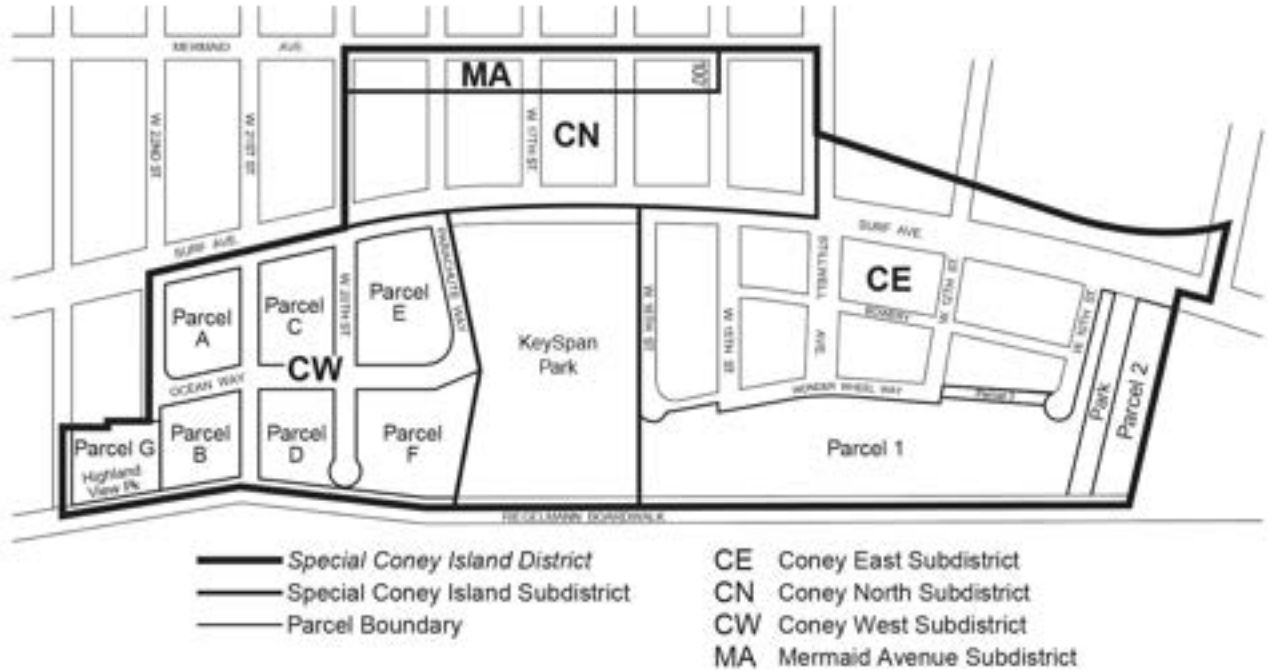 MERMAID AVE.
MA
100'
W 22ND ST.
W 21ST ST.
W 17TH ST.
CN
SURF AVE.
PARACHUTE WAY
W 20TH ST
SURF AVE.
STILLWELL AVE.
CE
W 12TH ST
BOWERY
W 10TH ST
Parcel A
Parcel C
Parcel E
CW
OCEAN WAY
KeySpan Park
W 16TH ST.
W 15TH ST
WONDER WHEEL WAY
Park
Parcel 2
Parcel G
Highland View Pk
Parcel B
Parcel D
Parcel F
Parcel 1
RIEGELMANN BOARDWALK
Special Coney Island District
Special Coney Island Subdistrict
Parcel Boundary
CE Coney East Subdistrict
CN Coney North Subdistrict
CW Coney West Subdistrict
MA Mermaid Avenue Subdistrict